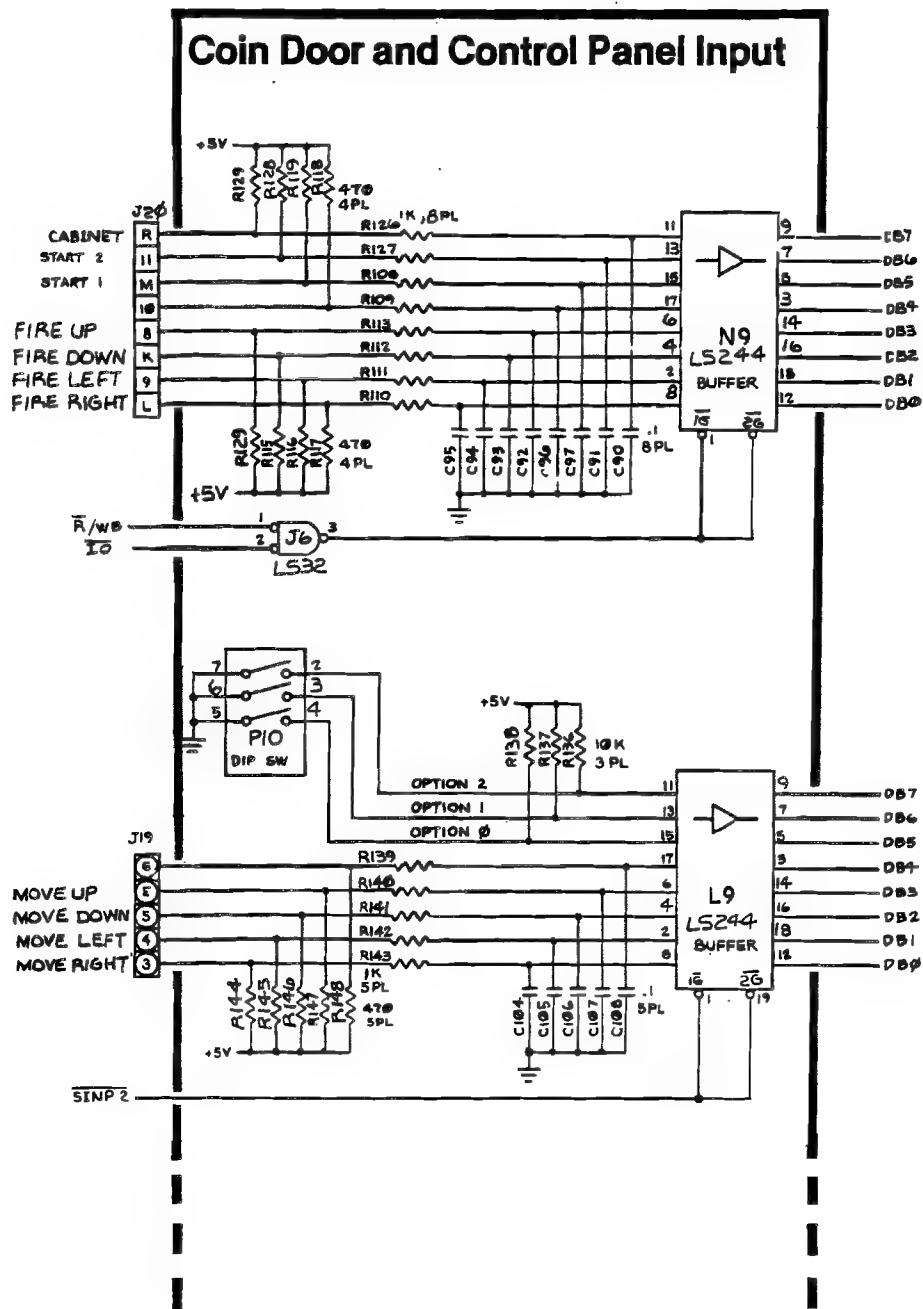 Coin Door and Control Panel Input
+5V
R129
R128
R119
R118
470
4PL
J20
CABINET R
START 2 11
START 1 M
10
FIRE UP 8
FIRE DOWN K
FIRE LEFT 9
FIRE RIGHT L
R126 1K, 8PL
R127
R108
R109
R113
R112
R111
R110
11
13
15
17
6
4
2
8
N9
LS244
BUFFER
1G
2G
1
9 DB7
7 DB6
5 DB5
3 DB4
14 DB3
16 DB2
18 DB1
12 DB0
R129
R115
R116
R117
470
4PL
+5V
C95
C94
C93
C92
C96
C97
C91
C90
.1
8PL
R/WB
IO
1
2
J6
3
LS32
7
6
5
2
3
4
P10
DIP SW
+5V
R138
R137
R136
10K
3PL
OPTION 2
OPTION 1
OPTION 0
J19
6
MOVE UP E
MOVE DOWN 5
MOVE LEFT 4
MOVE RIGHT 3
R139
R140
R141
R142
R143
1K
5PL
11
13
15
17
6
4
2
8
L9
LS244
BUFFER
1G
2G
1
19
9 DB7
7 DB6
5 DB5
3 DB4
14 DB3
16 DB2
18 DB1
12 DB0
R144
R145
R146
R147
R148
470
5PL
+5V
C104
C105
C106
C107
C108
.1
5PL
SINP 2